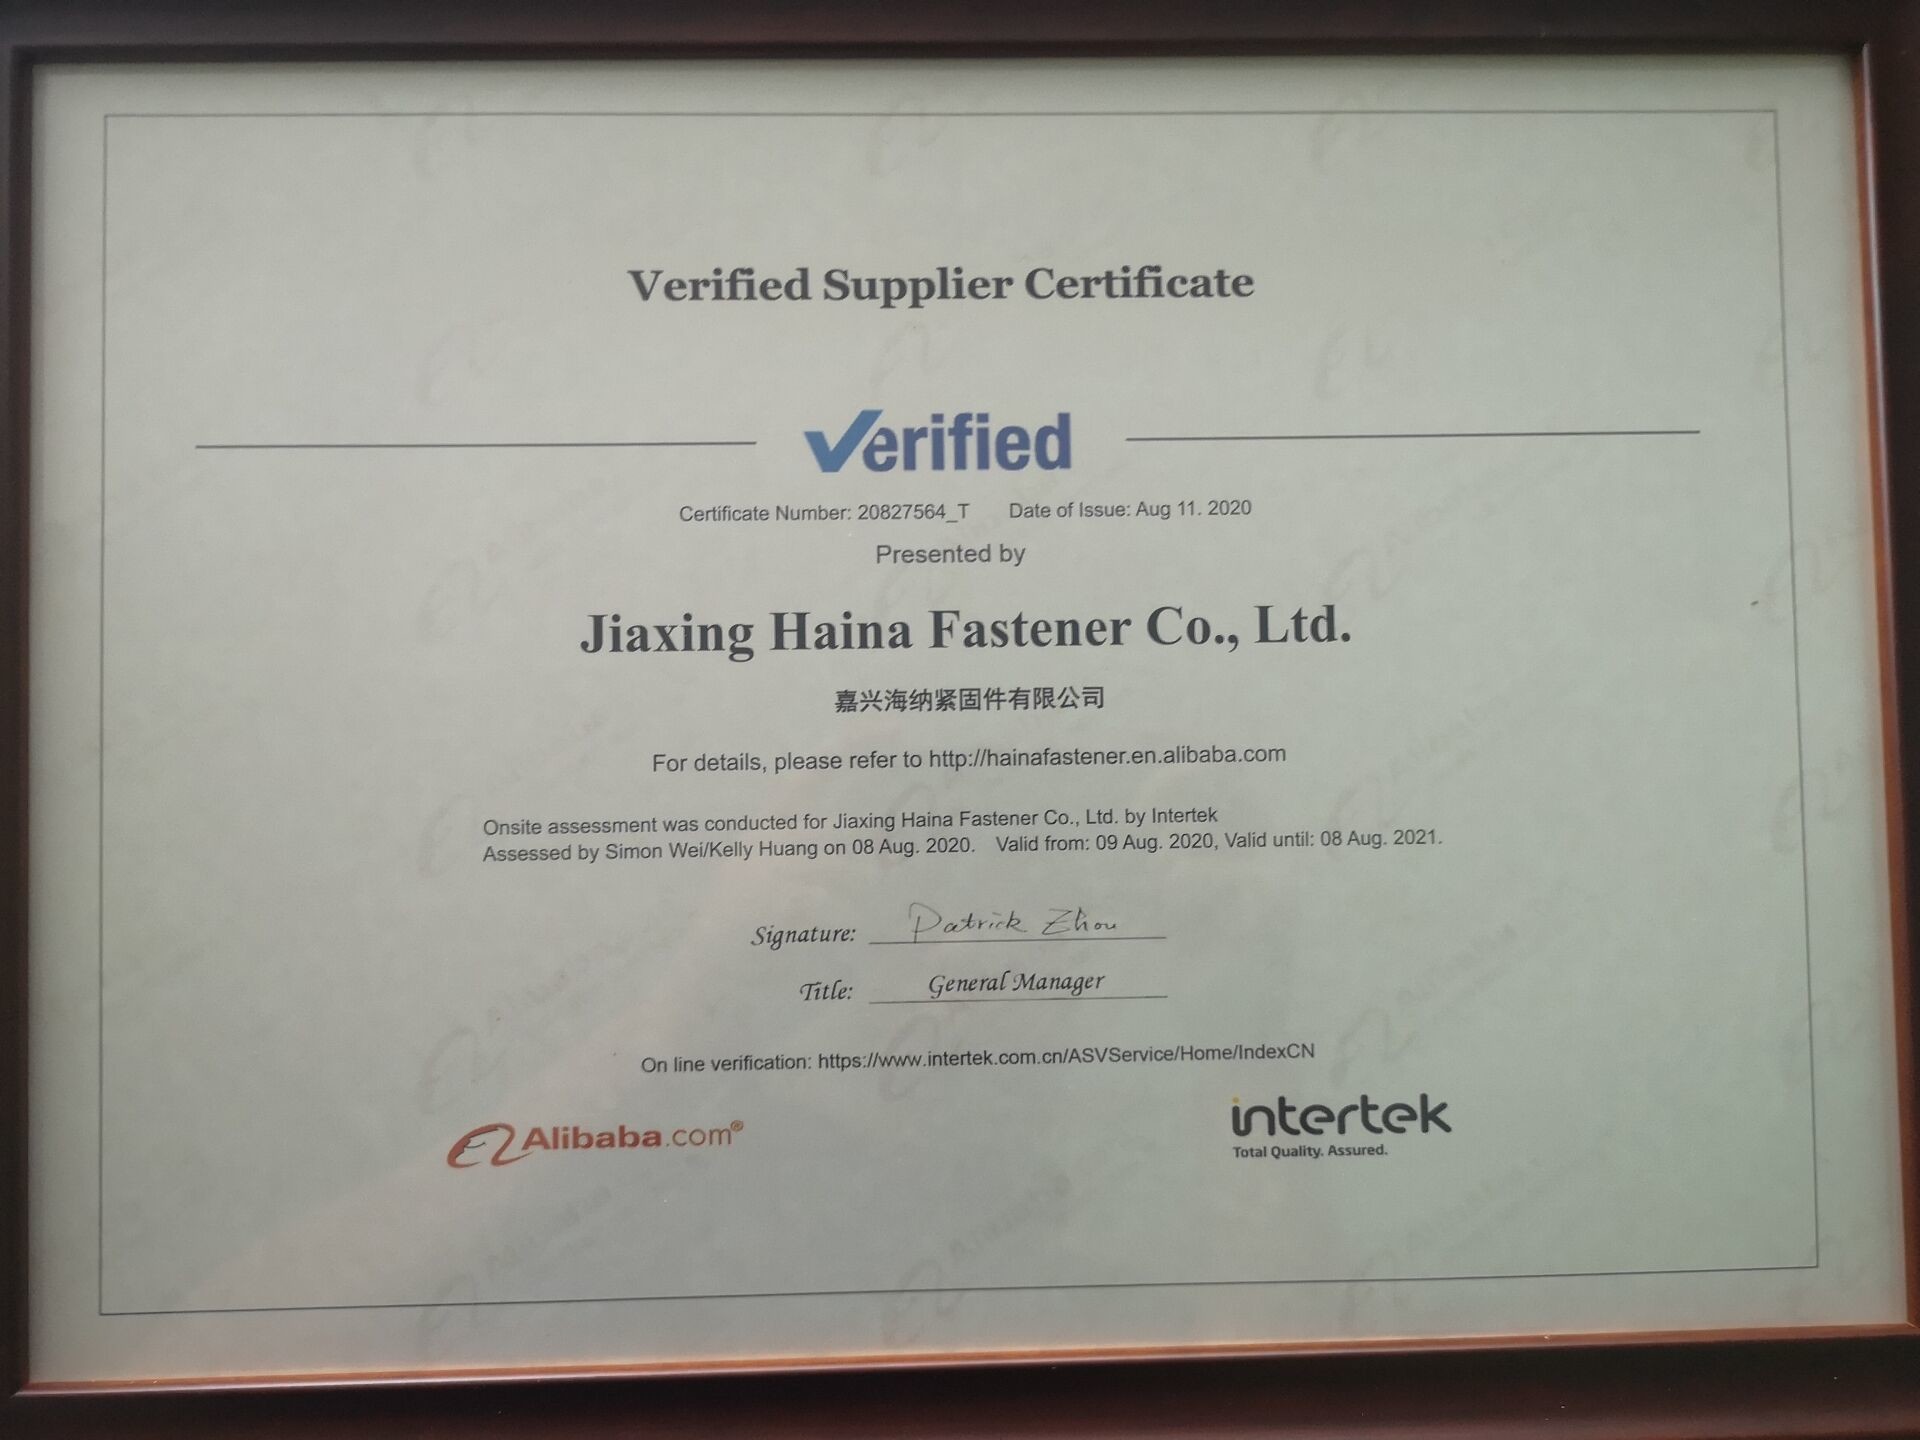 Verified Supplier Certificate
Verified
Certificate Number: 20827564_T Date of Issue: Aug 11. 2020
Presented by
Jiaxing Haina Fastener Co., Ltd.
嘉兴海纳紧固件有限公司
For details, please refer to http://hainafastener.en.alibaba.com
Onsite assessment was conducted for Jiaxing Haina Fastener Co., Ltd. by Intertek
Assessed by Simon Wei/Kelly Huang on 08 Aug. 2020. Valid from: 09 Aug. 2020, Valid until: 08 Aug. 2021.
Signature: Patrick Zhou
Title: General Manager
On line verification: https://www.intertek.com.cn/ASVService/Home/IndexCN
Alibaba.com®
intertek
Total Quality. Assured.